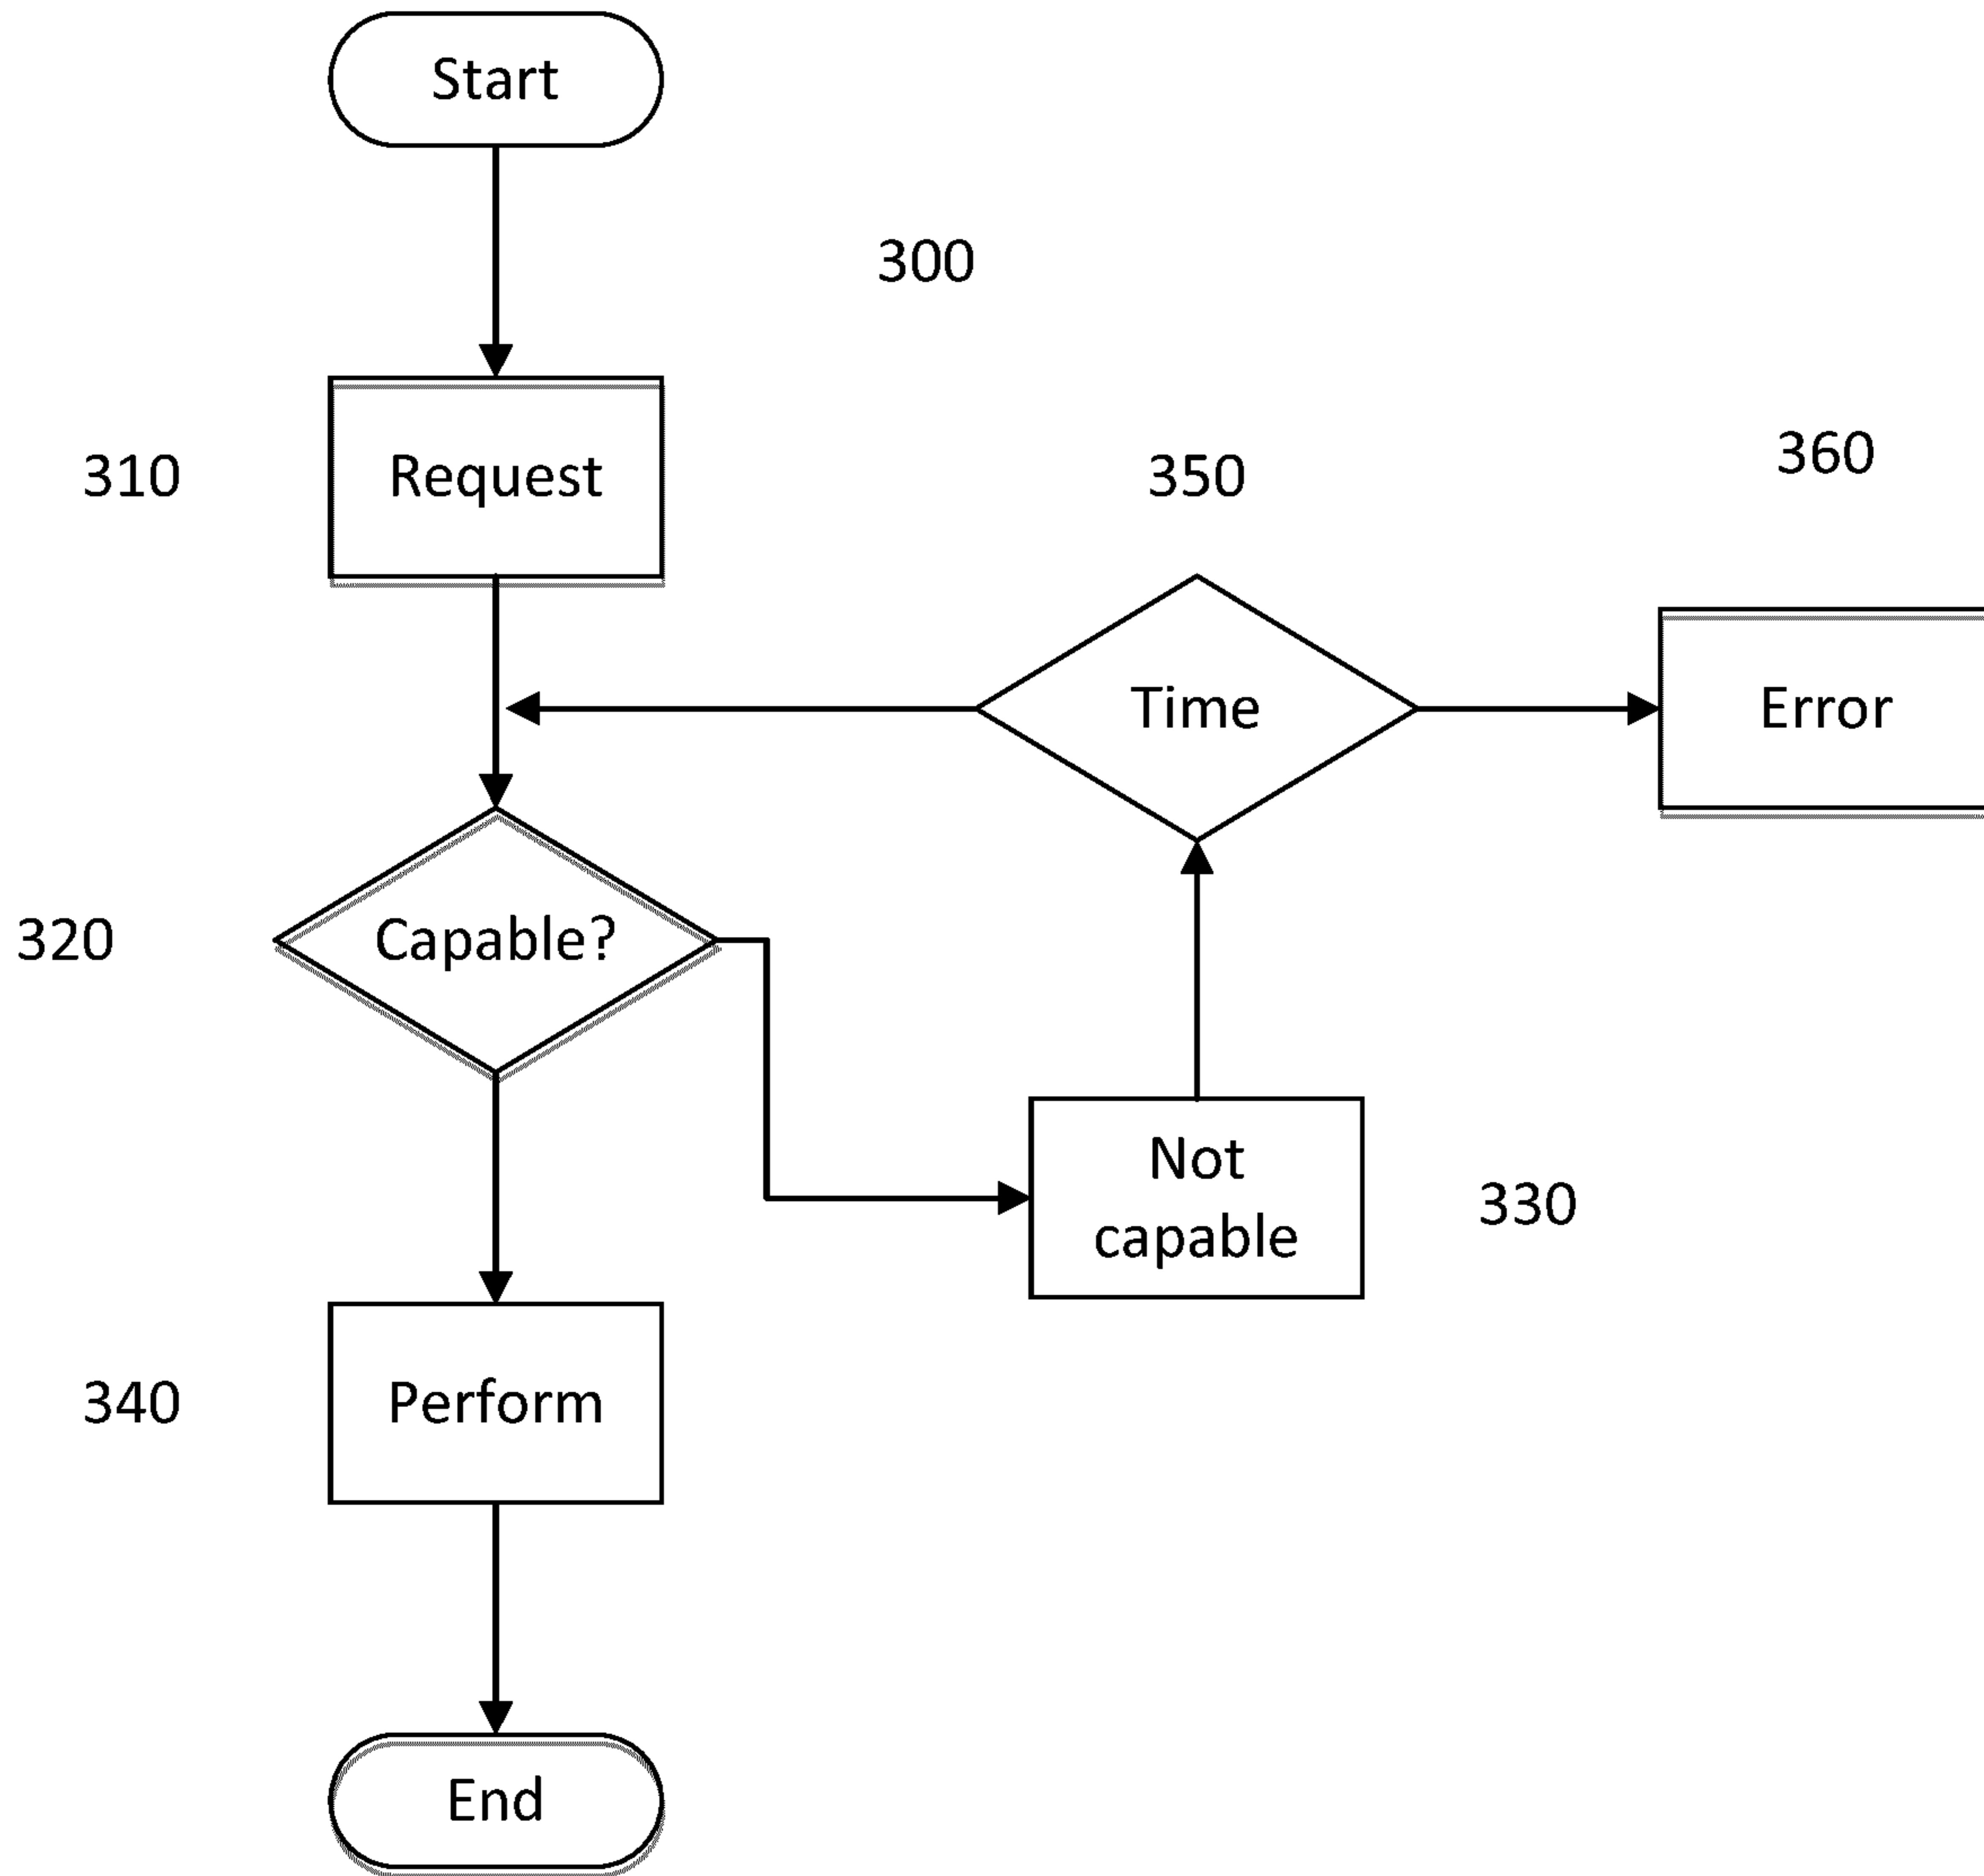 Start
300
310
Request
350
360
Time
Error
320
Capable?
Not
capable
330
340
Perform
End